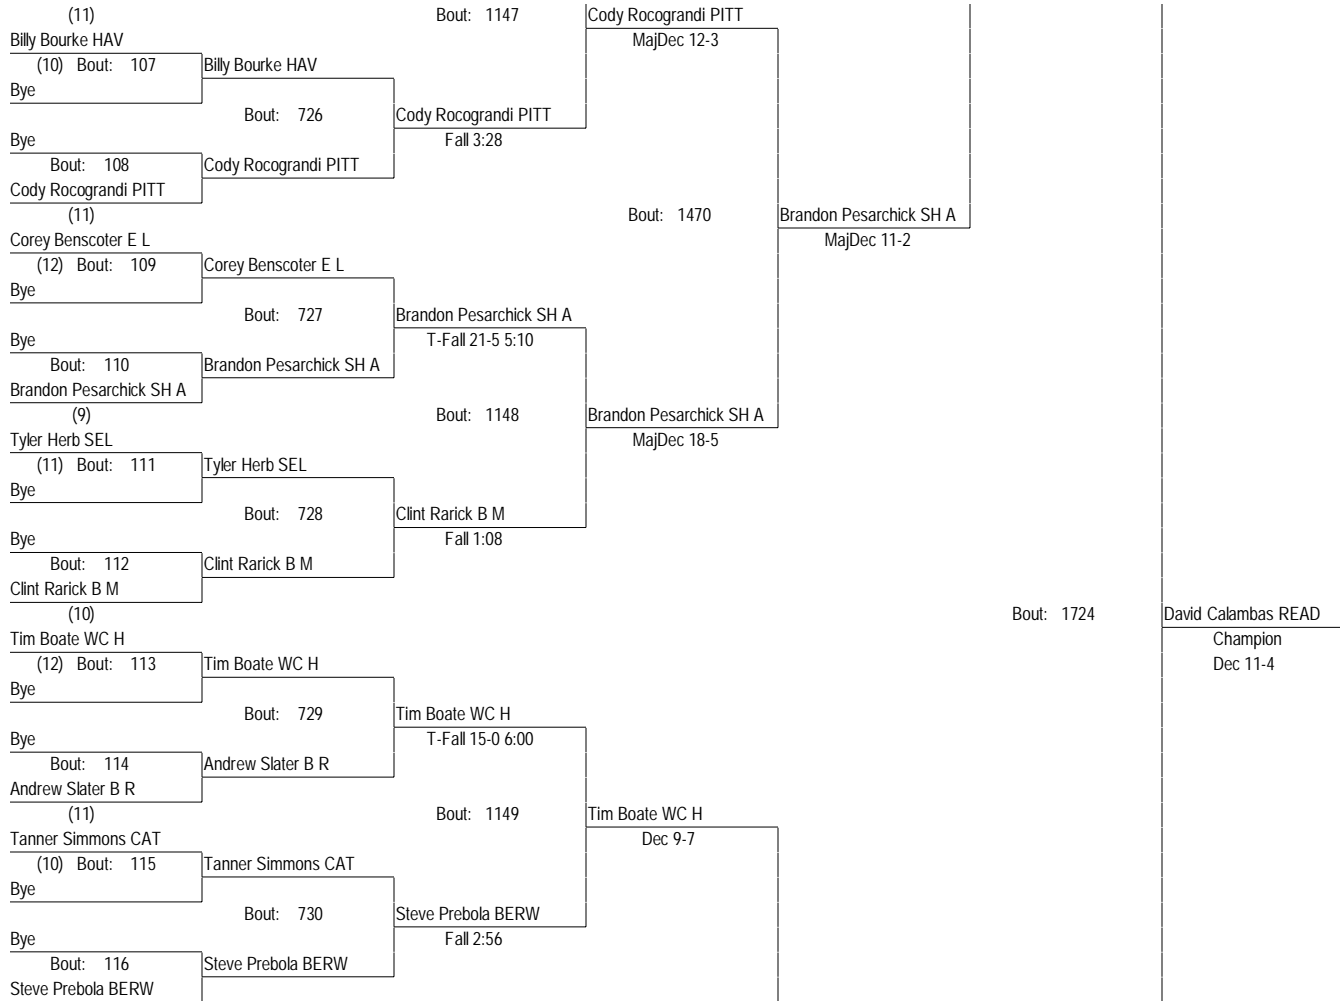 (11) Bout: 1147 Cody Rocograndi PITT
Billy Bourke HAV MajDec 12-3
(10) Bout: 107 Billy Bourke HAV
Bye
Bout: 726 Cody Rocograndi PITT
Bye Fall 3:28
Bout: 108 Cody Rocograndi PITT
Cody Rocograndi PITT
(11) Bout: 1470 Brandon Pesarchick SH A
Corey Benscoter E L MajDec 11-2
(12) Bout: 109 Corey Benscoter E L
Bye
Bout: 727 Brandon Pesarchick SH A
Bye T-Fall 21-5 5:10
Bout: 110 Brandon Pesarchick SH A
Brandon Pesarchick SH A
(9) Bout: 1148 Brandon Pesarchick SH A
Tyler Herb SEL MajDec 18-5
(11) Bout: 111 Tyler Herb SEL
Bye
Bout: 728 Clint Rarick B M
Bye Fall 1:08
Bout: 112 Clint Rarick B M
Clint Rarick B M
(10) Bout: 1724 David Calambas READ
Tim Boate WC H Champion
(12) Bout: 113 Tim Boate WC H Dec 11-4
Bye
Bout: 729 Tim Boate WC H
Bye T-Fall 15-0 6:00
Bout: 114 Andrew Slater B R
Andrew Slater B R
(11) Bout: 1149 Tim Boate WC H
Tanner Simmons CAT Dec 9-7
(10) Bout: 115 Tanner Simmons CAT
Bye
Bout: 730 Steve Prebola BERW
Bye Fall 2:56
Bout: 116 Steve Prebola BERW
Steve Prebola BERW